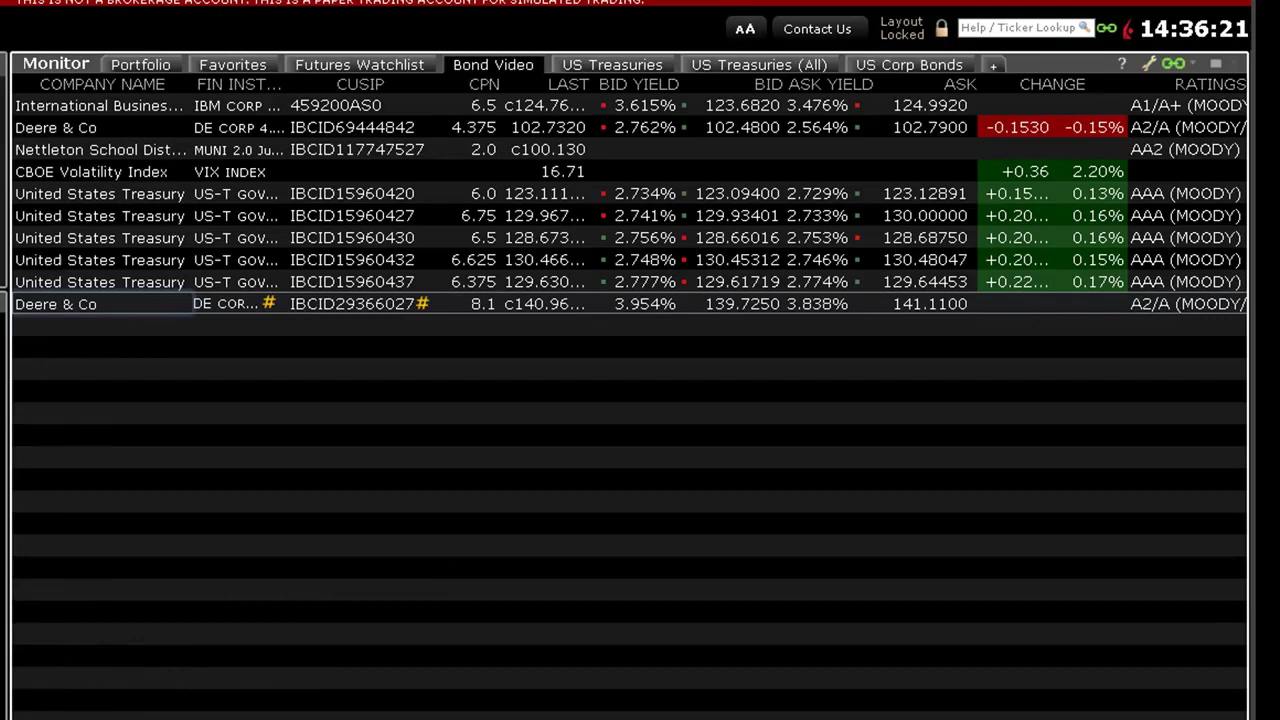 THIS IS NOT A BROKERAGE ACCOUNT. THIS IS A PAPER TRADING ACCOUNT FOR SIMULATED TRADING.
AA Contact Us Layout Locked Help / Ticker Lookup 14:36:21
Monitor Portfolio Favorites Futures Watchlist Bond Video US Treasuries US Treasuries (All) US Corp Bonds + ?
COMPANY NAME FIN INST... CUSIP CPN LAST BID YIELD BID ASK YIELD ASK CHANGE RATINGS
International Busines... IBM CORP ... 459200AS0 6.5 c124.76... 3.615% 123.6820 3.476% 124.9920 A1/A+ (MOODY
Deere & Co DE CORP 4.... IBCID69444842 4.375 102.7320 2.762% 102.4800 2.564% 102.7900 -0.1530 -0.15% A2/A (MOODY/
Nettleton School Dist... MUNI 2.0 Ju... IBCID117747527 2.0 c100.130 AA2 (MOODY)
CBOE Volatility Index VIX INDEX 16.71 +0.36 2.20%
United States Treasury US-T GOV... IBCID15960420 6.0 123.111... 2.734% 123.09400 2.729% 123.12891 +0.15... 0.13% AAA (MOODY)
United States Treasury US-T GOV... IBCID15960427 6.75 129.967... 2.741% 129.93401 2.733% 130.00000 +0.20... 0.16% AAA (MOODY)
United States Treasury US-T GOV... IBCID15960430 6.5 128.673... 2.756% 128.66016 2.753% 128.68750 +0.20... 0.16% AAA (MOODY)
United States Treasury US-T GOV... IBCID15960432 6.625 130.466... 2.748% 130.45312 2.746% 130.48047 +0.20... 0.15% AAA (MOODY)
United States Treasury US-T GOV... IBCID15960437 6.375 129.630... 2.777% 129.61719 2.774% 129.64453 +0.22... 0.17% AAA (MOODY)
Deere & Co DE COR... # IBCID29366027# 8.1 c140.96... 3.954% 139.7250 3.838% 141.1100 A2/A (MOODY/